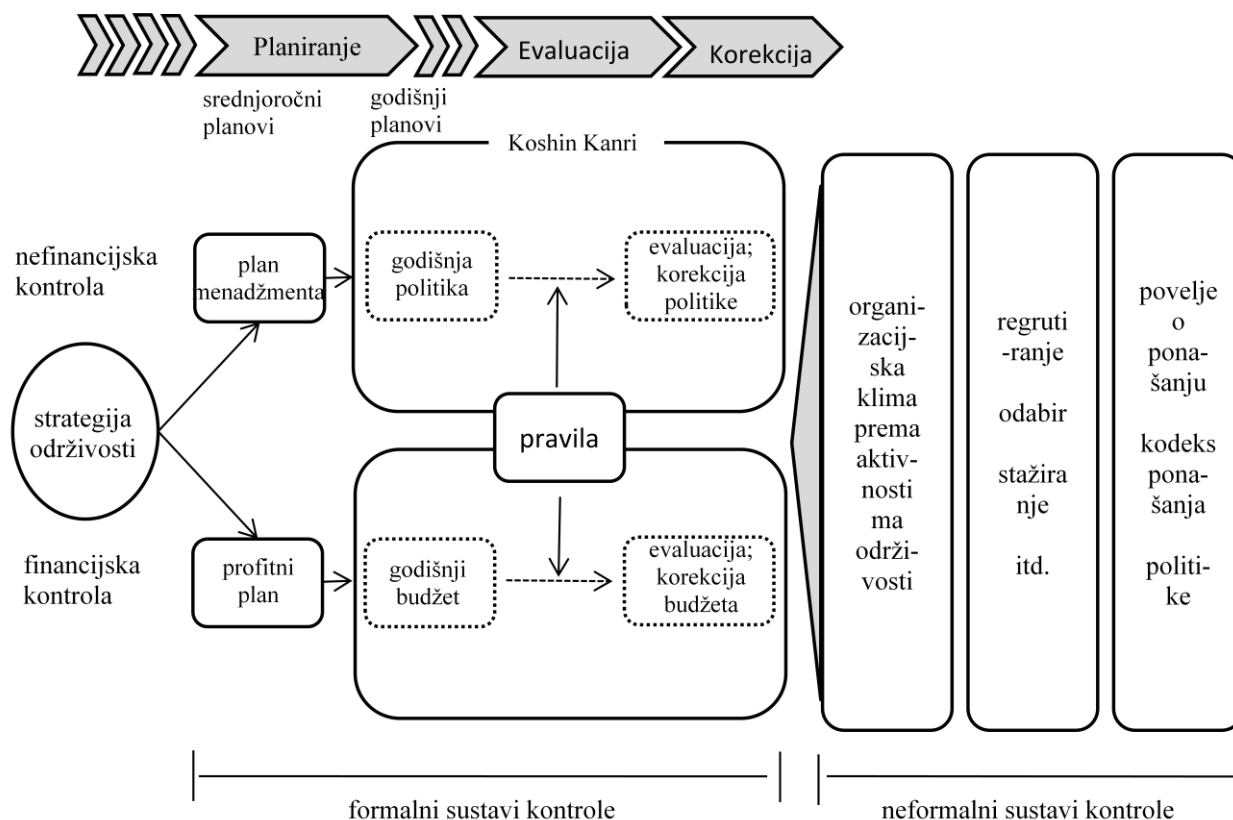 Planiranje
Evaluacija
Korekcija
srednjoročni
planovi
godišnji
planovi
Koshin Kanri
nefinancijska
kontrola
plan
menadžmenta
godišnja
politika
evaluacija;
korekcija
politike
strategija
održivosti
pravila
financijska
kontrola
profitni
plan
godišnji
budžet
evaluacija;
korekcija
budžeta
organi-
zacij-
ska
klima
prema
aktiv-
nosti
ma
održi-
vosti
regruti
-ranje
odabir
stažira
nje
itd.
povelje
o
pona-
šanju
kodeks
pona-
šanja
politi-
ke
formalni sustavi kontrole
neformalni sustavi kontrole